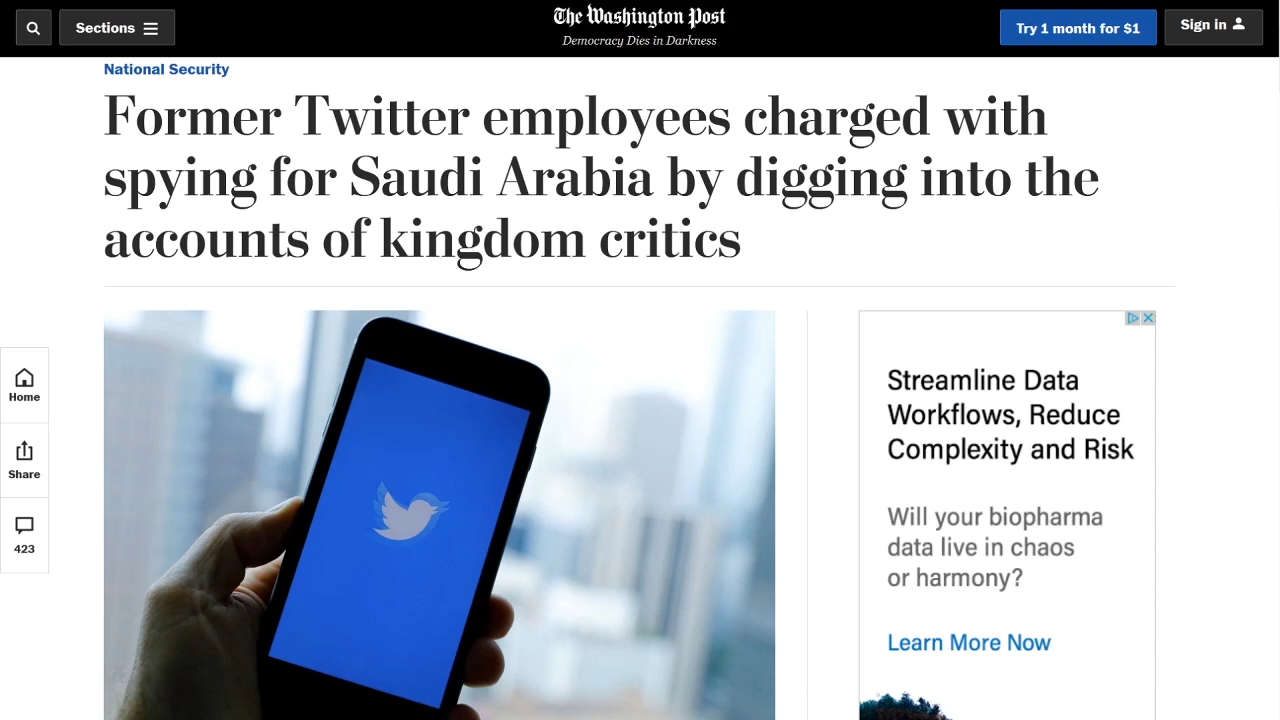 Sections
The Washington Post
Democracy Dies in Darkness
Try 1 month for $1
Sign in
National Security
Former Twitter employees charged with
spying for Saudi Arabia by digging into the
accounts of kingdom critics
Home
Share
423
Streamline Data
Workflows, Reduce
Complexity and Risk
Will your biopharma
data live in chaos
or harmony?
Learn More Now